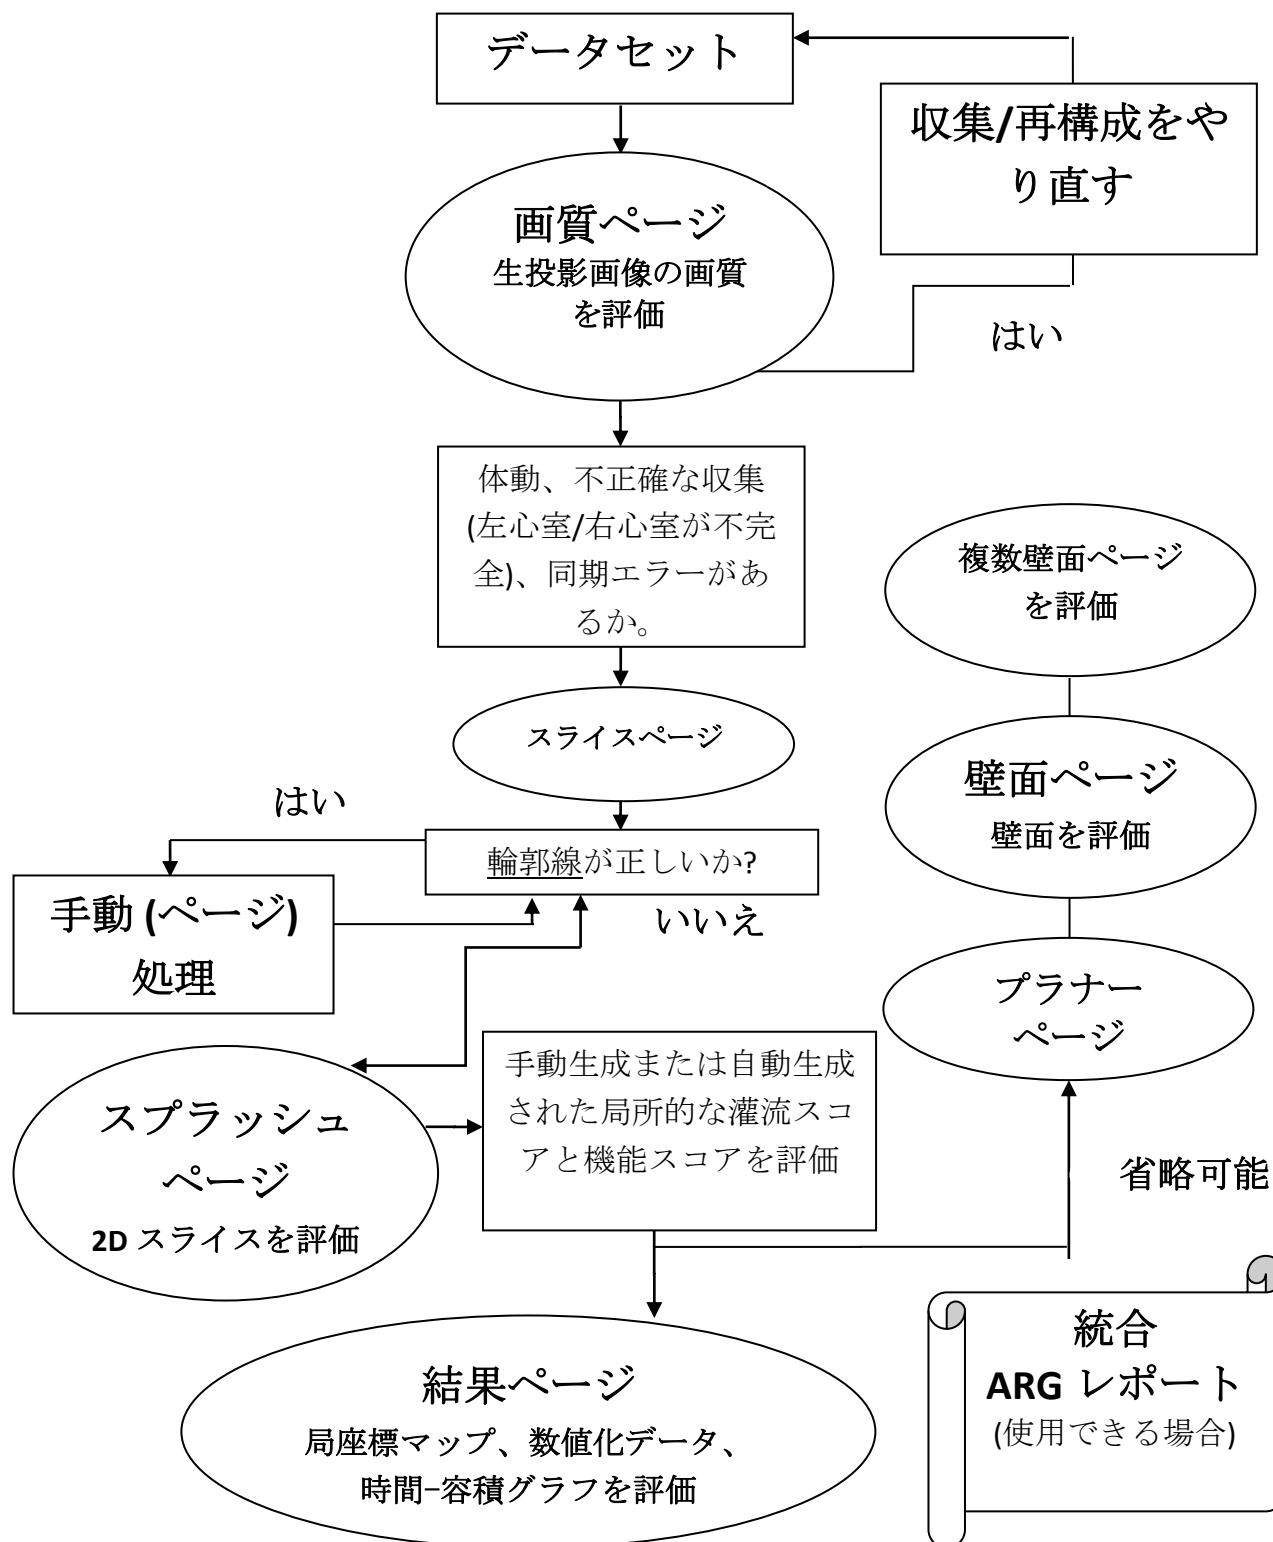 データセット
収集/再構成をや
り直す
画質ページ
生投影画像の画質
を評価
はい
体動、不正確な収集
(左心室/右心室が不完
全)、同期エラーがあ
るか。
複数壁面ページ
を評価
スライスページ
壁面ページ
壁面を評価
はい
輪郭線が正しいか?
いいえ
手動 (ページ)
処理
プラナー
ページ
手動生成または自動生成
された局所的な灌流スコ
アと機能スコアを評価
スプラッシュ
ページ
2D スライスを評価
省略可能
統合
ARG レポート
(使用できる場合)
結果ページ
局座標マップ、数値化データ、
時間−容積グラフを評価